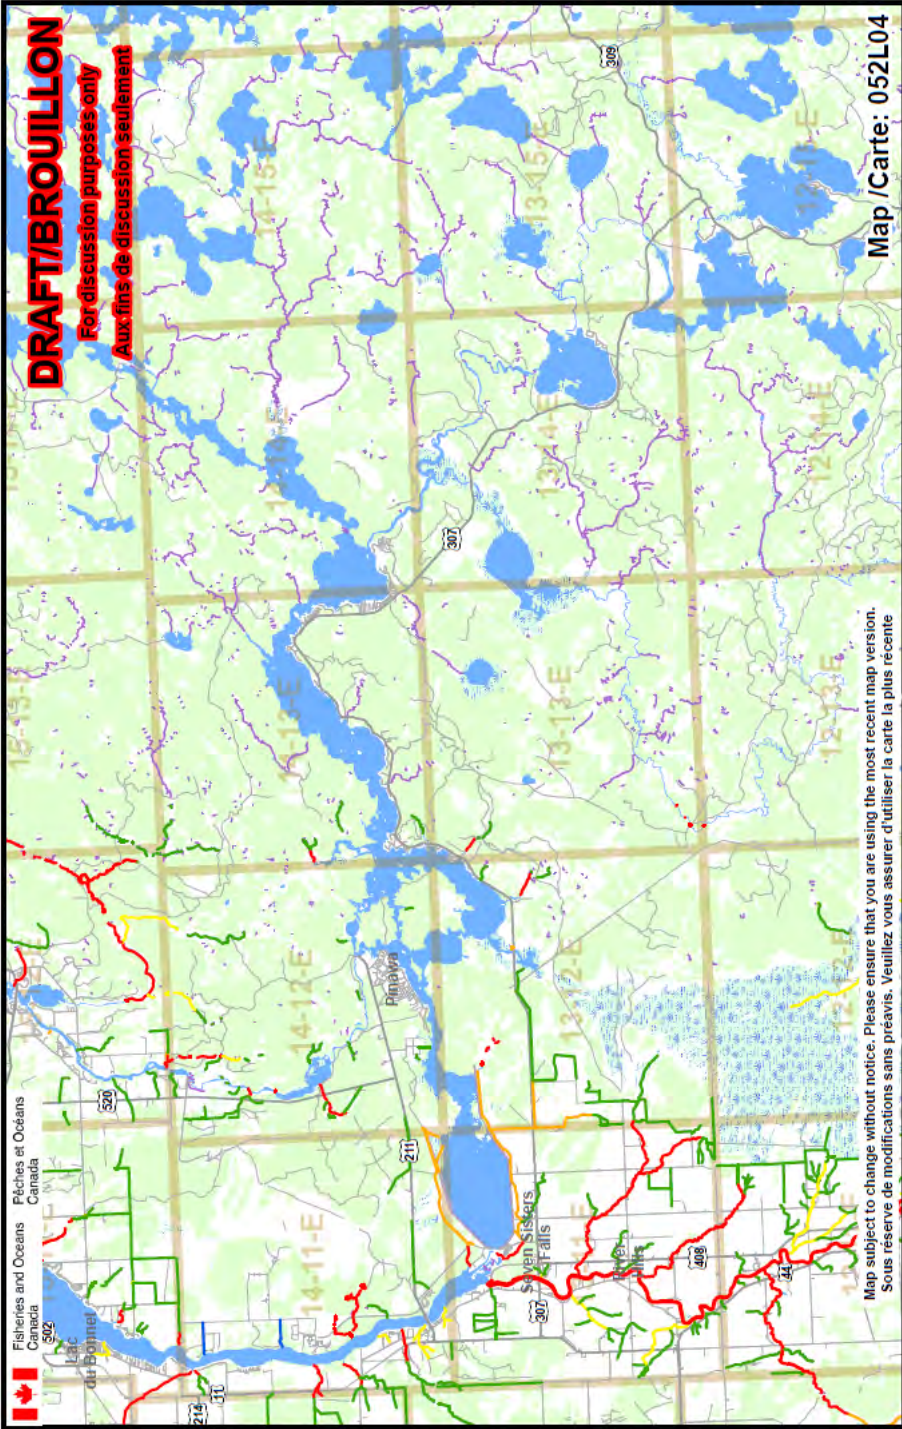 Fisheries and Oceans
Canada
Pêches et Océans
Canada
DRAFT/BROUILLON
For discussion purposes only
Aux fins de discussion seulement
502
Lac
du Bonnet
520
214
11
211
Pinawa
307
309
Seven Sisters
Falls
307
408
44
14-11-E
14-12-E
14-15-E
13-12-E
13-13-E
13-14-E
13-15-E
13-15-E
12-13-E
12-14-E
Map /Carte: 052L04
Map subject to change without notice. Please ensure that you are using the most recent map version.
Sous réserve de modifications sans préavis. Veuillez vous assurer d'utiliser la carte la plus récente